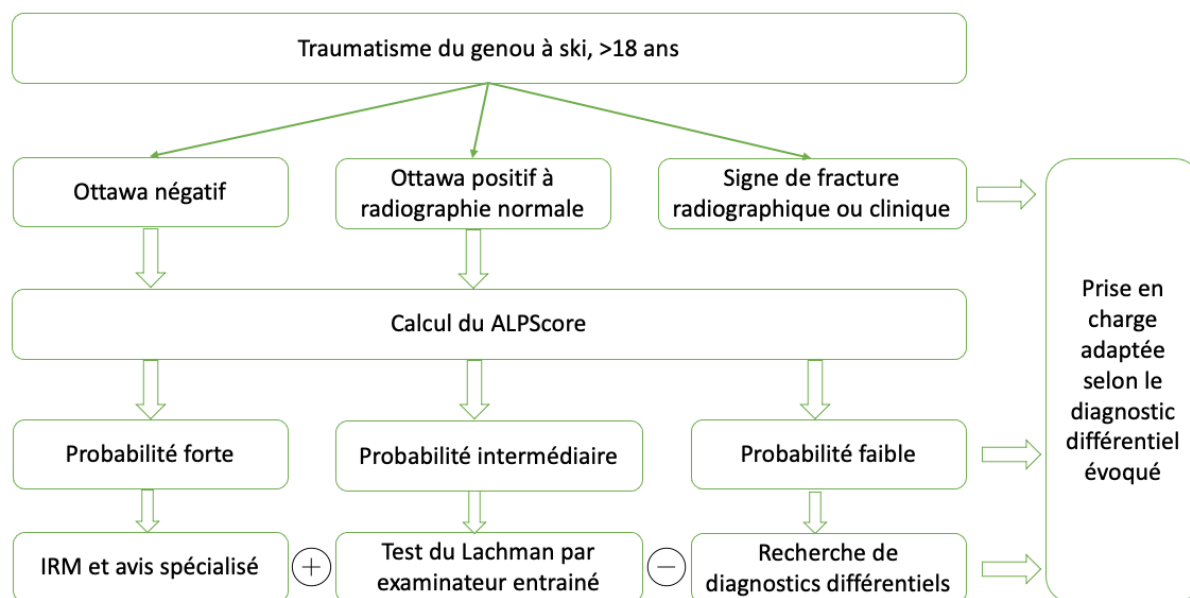 Traumatisme du genou à ski, >18 ans
Ottawa négatif
Ottawa positif à
radiographie normale
Signe de fracture
radiographique ou clinique
Calcul du ALPScore
Prise en
charge
adaptée
selon le
diagnostic
différentiel
évoqué
Probabilité forte
Probabilité intermédiaire
Probabilité faible
IRM et avis spécialisé
+
Test du Lachman par
examinateur entrainé
−
Recherche de
diagnostics différentiels